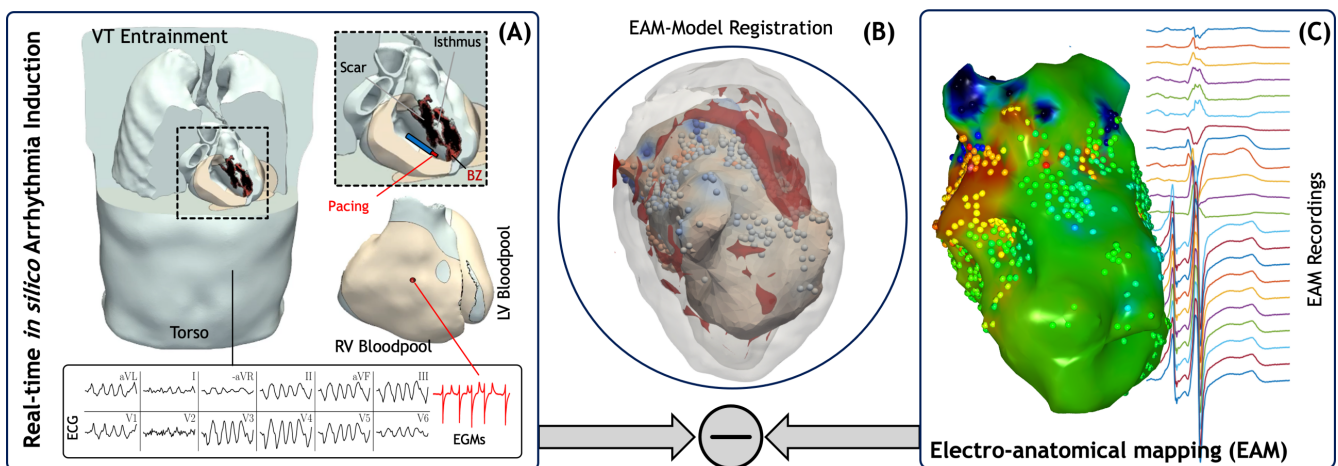 Real-time in silico Arrhythmia Induction
VT Entrainment
(A)
Isthmus
Scar
BZ
Pacing
LV Bloodpool
RV Bloodpool
Torso
ECG
aVL
I
-aVR
II
aVF
III
V1
V2
V3
V4
V5
V6
EGMs
EAM-Model Registration
(B)
(C)
EAM Recordings
Electro-anatomical mapping (EAM)